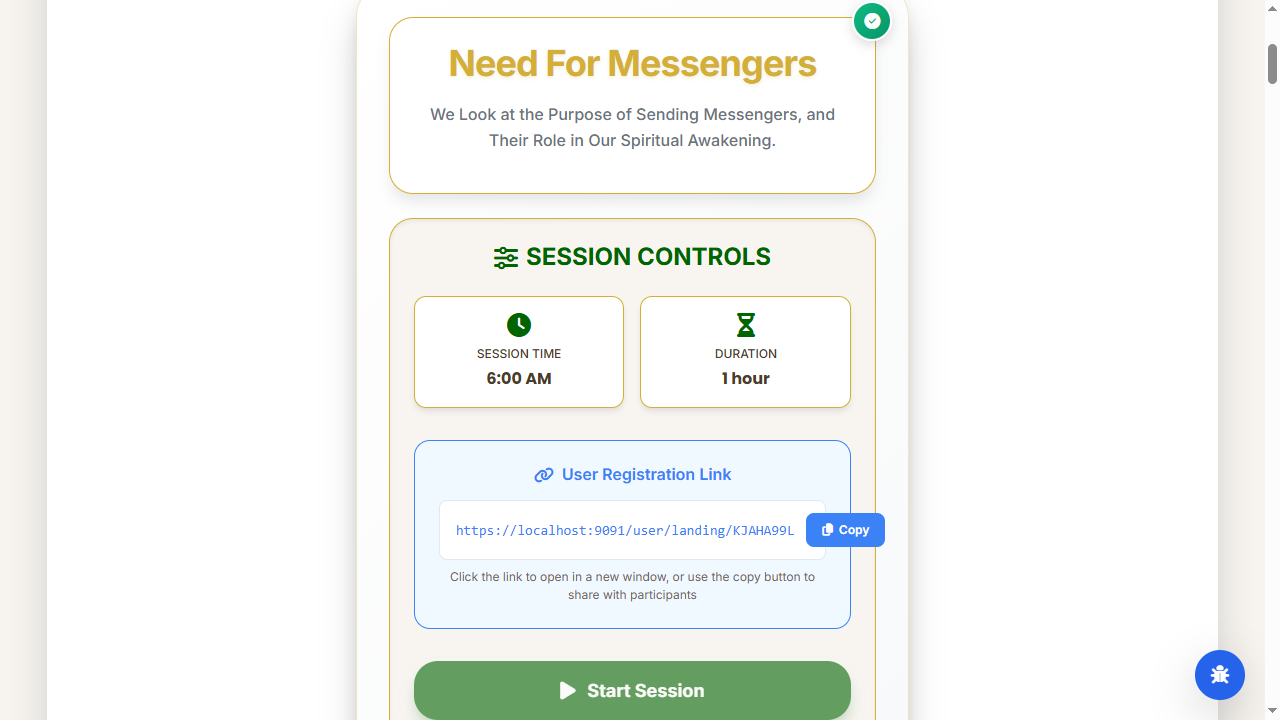 Need For Messengers
We Look at the Purpose of Sending Messengers, and
Their Role in Our Spiritual Awakening.
SESSION CONTROLS
SESSION TIME
6:00 AM
DURATION
1 hour
User Registration Link
https://localhost:9091/user/landing/KJAHA99L
Copy
Click the link to open in a new window, or use the copy button to
share with participants
Start Session